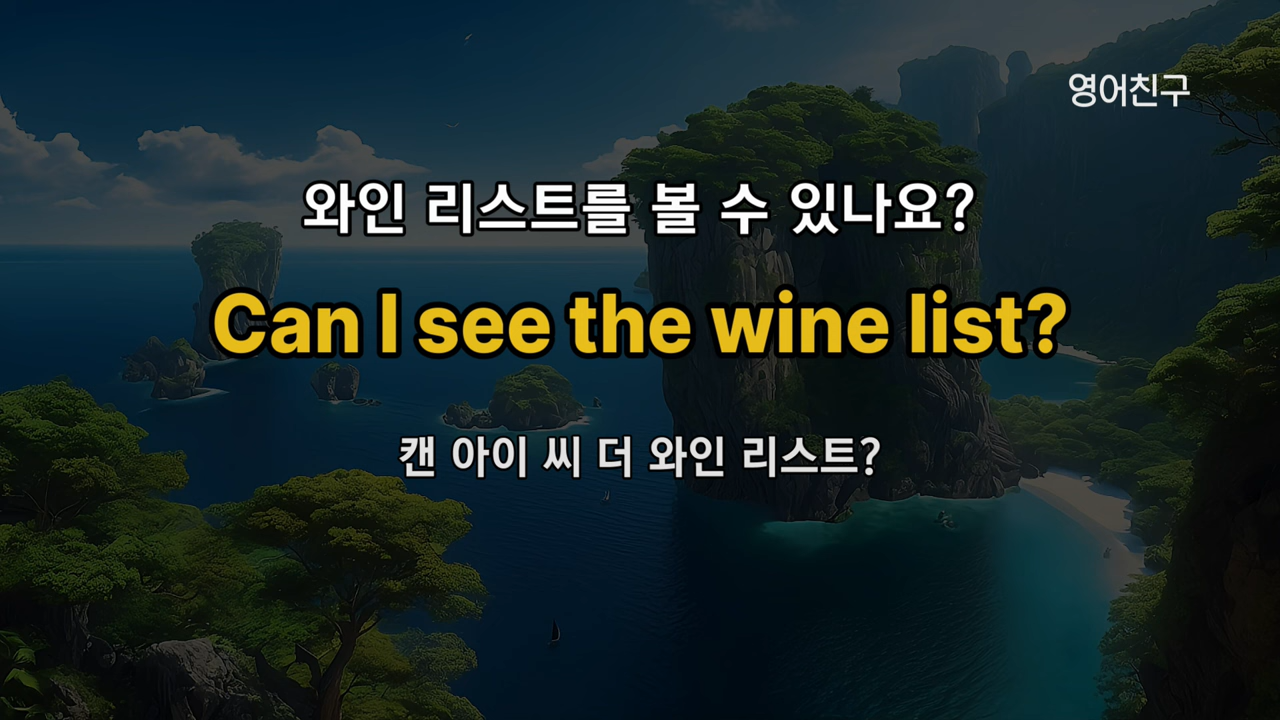 영어친구
와인 리스트를 볼 수 있나요?
Can I see the wine list?
캔 아이 씨 더 와인 리스트?